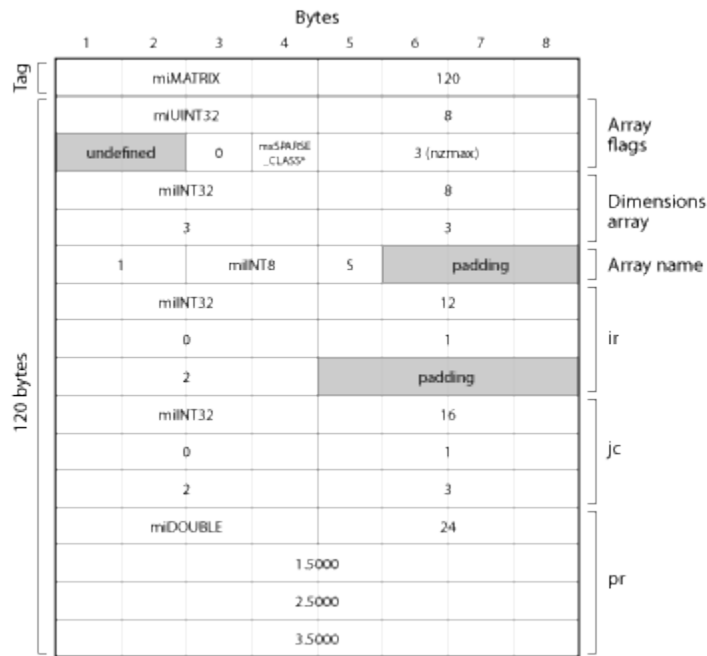 Bytes
1 2 3 4 5 6 7 8
Tag
miMATRIX 120
miUINT32 8
Array flags
undefined 0 mxSPARSE _CLASS* 3 (nzmax)
miINT32 8
Dimensions array
3 3
1 miINT8 S padding Array name
miINT32 12
0 1 ir
2 padding
120 bytes
miINT32 16
0 1 jc
2 3
miDOUBLE 24
1.5000
2.5000
pr
3.5000